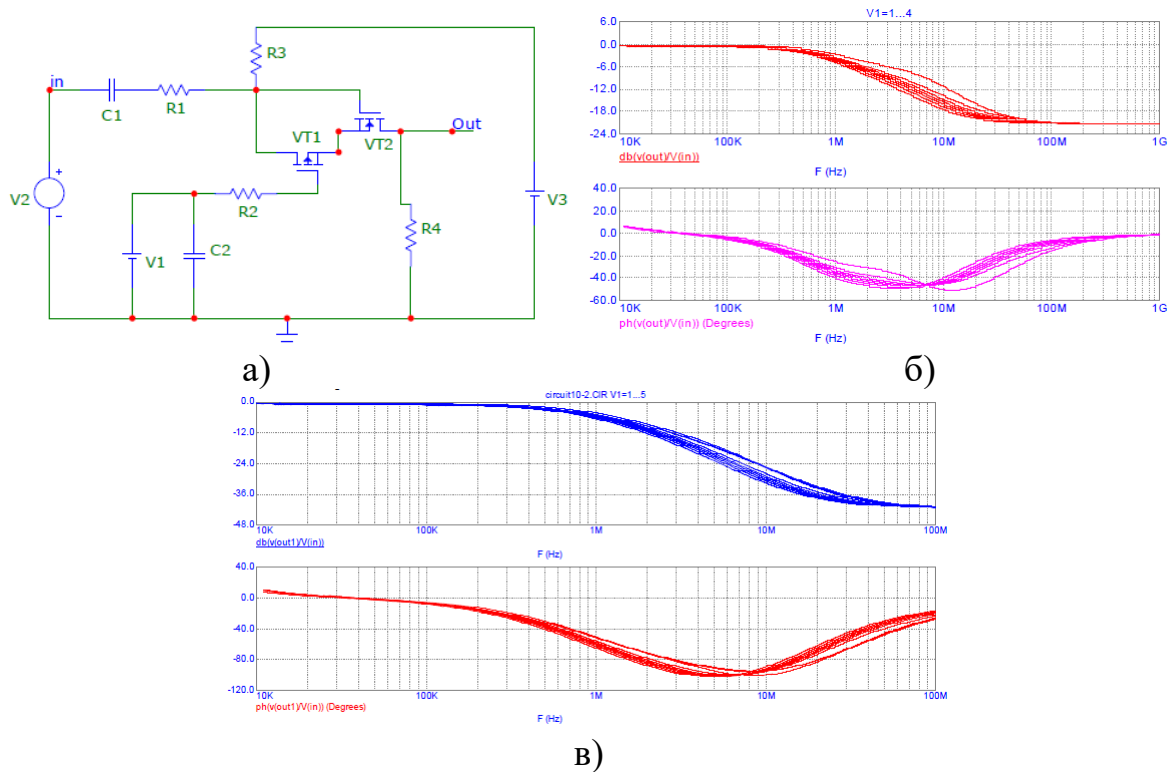 in
C1
R1
R3
VT1
VT2
Out
V2
R2
V1
C2
R4
V3
а)
V1=1...4
6.0
0.0
-6.0
-12.0
-18.0
-24.0
10K 100K 1M 10M 100M 1G
db(v(out)/V(in))
F (Hz)
40.0
20.0
0.0
-20.0
-40.0
-60.0
10K 100K 1M 10M 100M 1G
ph(v(out)/V(in)) (Degrees)
F (Hz)
б)
circuit10-2.CIR V1=1...5
0.0
-12.0
-24.0
-36.0
-48.0
10K 100K 1M 10M 100M
db(v(out1)/V(in))
F (Hz)
40.0
0.0
-40.0
-80.0
-120.0
10K 100K 1M 10M 100M
ph(v(out1)/V(in)) (Degrees)
F (Hz)
в)